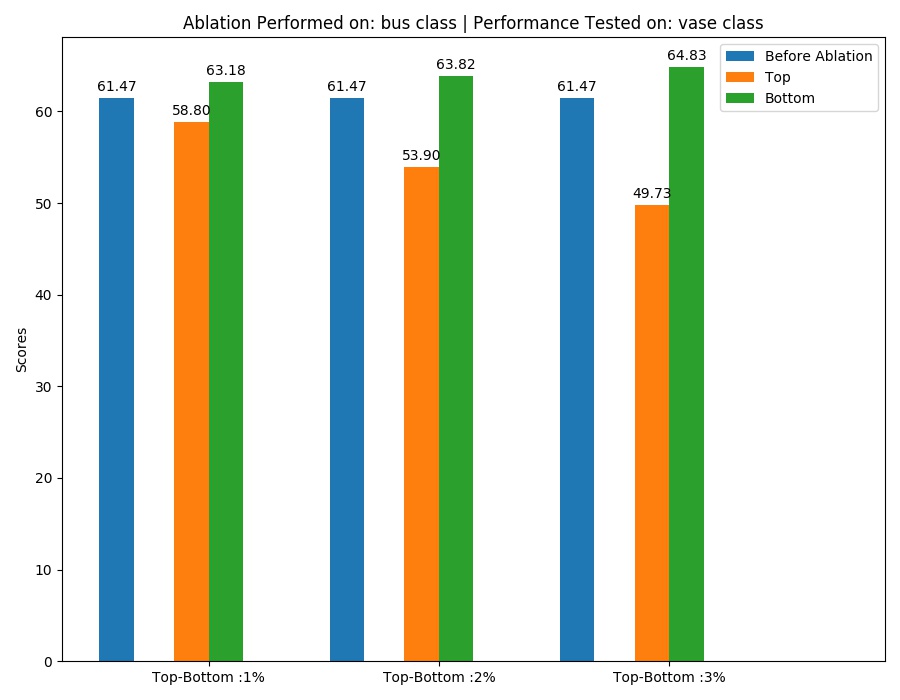 Ablation Performed on: bus class | Performance Tested on: vase class
Before Ablation
Top
Bottom
61.47
58.80
63.18
61.47
53.90
63.82
61.47
49.73
64.83
Scores
60
50
40
30
20
10
0
Top-Bottom :1%
Top-Bottom :2%
Top-Bottom :3%